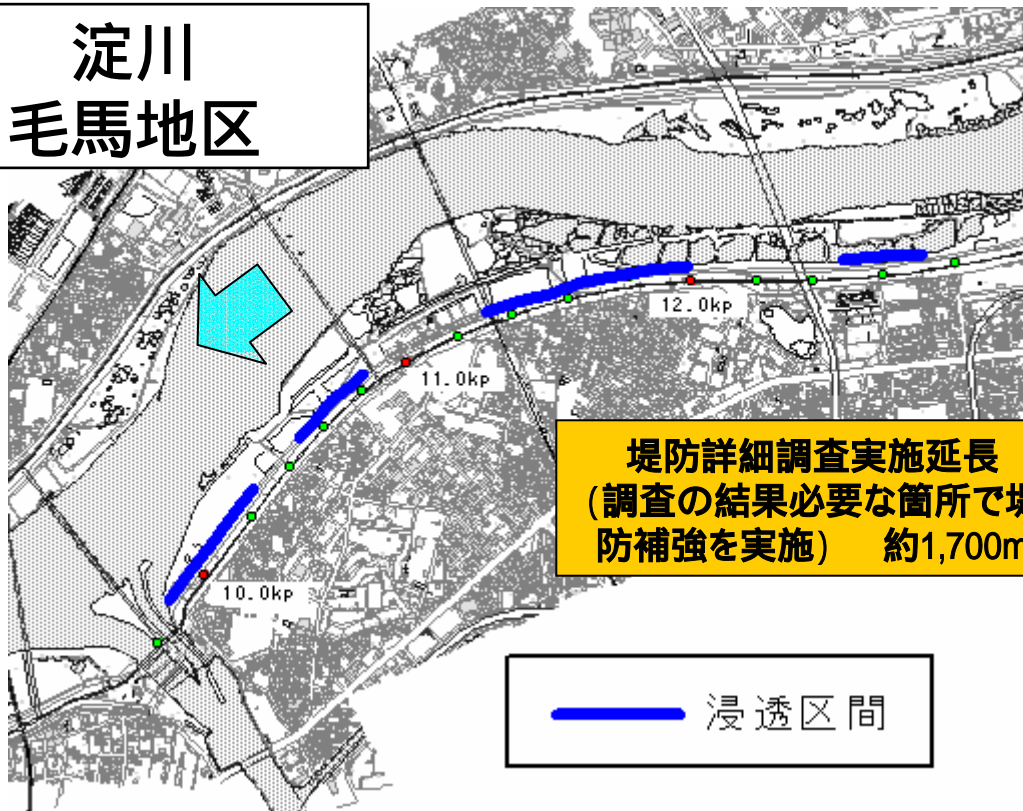 淀川
毛馬地区
12.0kp
11.0kp
堤防詳細調査実施延長
(調査の結果必要な箇所で堤
防補強を実施) 約1,700m
10.0kp
浸透区間